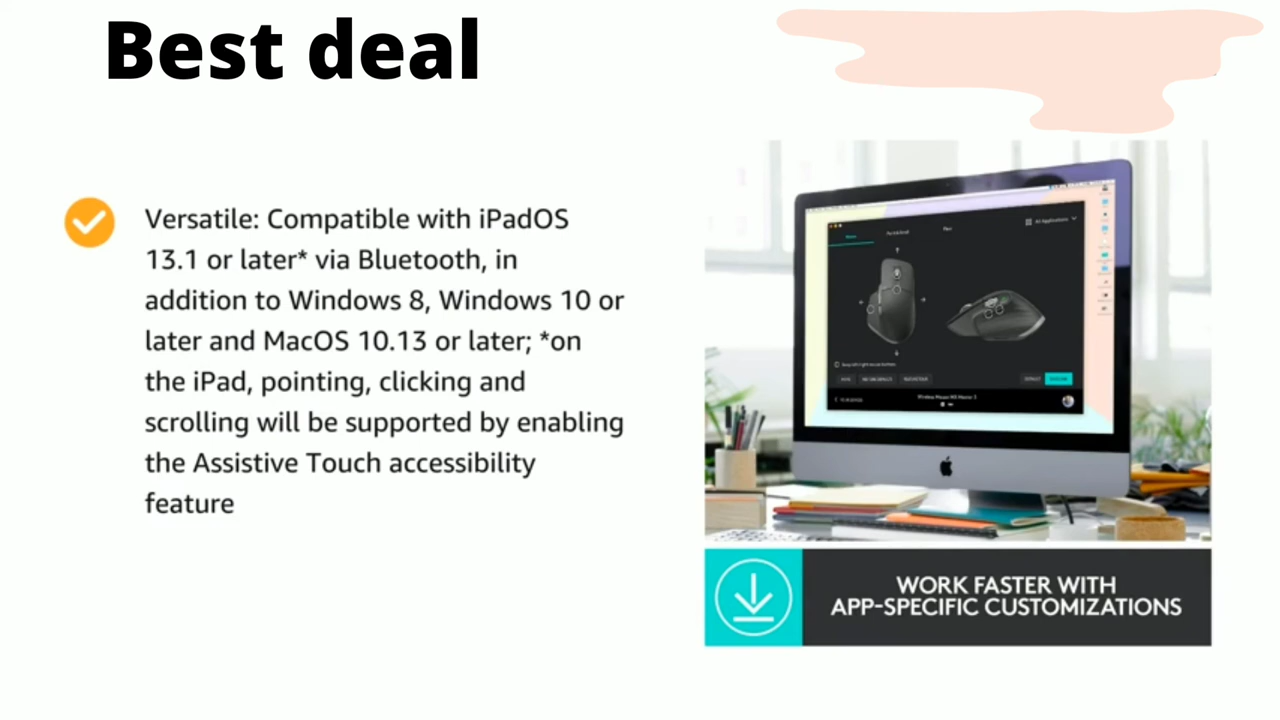 Best deal
Versatile: Compatible with iPadOS
13.1 or later* via Bluetooth, in
addition to Windows 8, Windows 10 or
later and MacOS 10.13 or later; *on
the iPad, pointing, clicking and
scrolling will be supported by enabling
the Assistive Touch accessibility
feature
All Applications
WORK FASTER WITH
APP-SPECIFIC CUSTOMIZATIONS